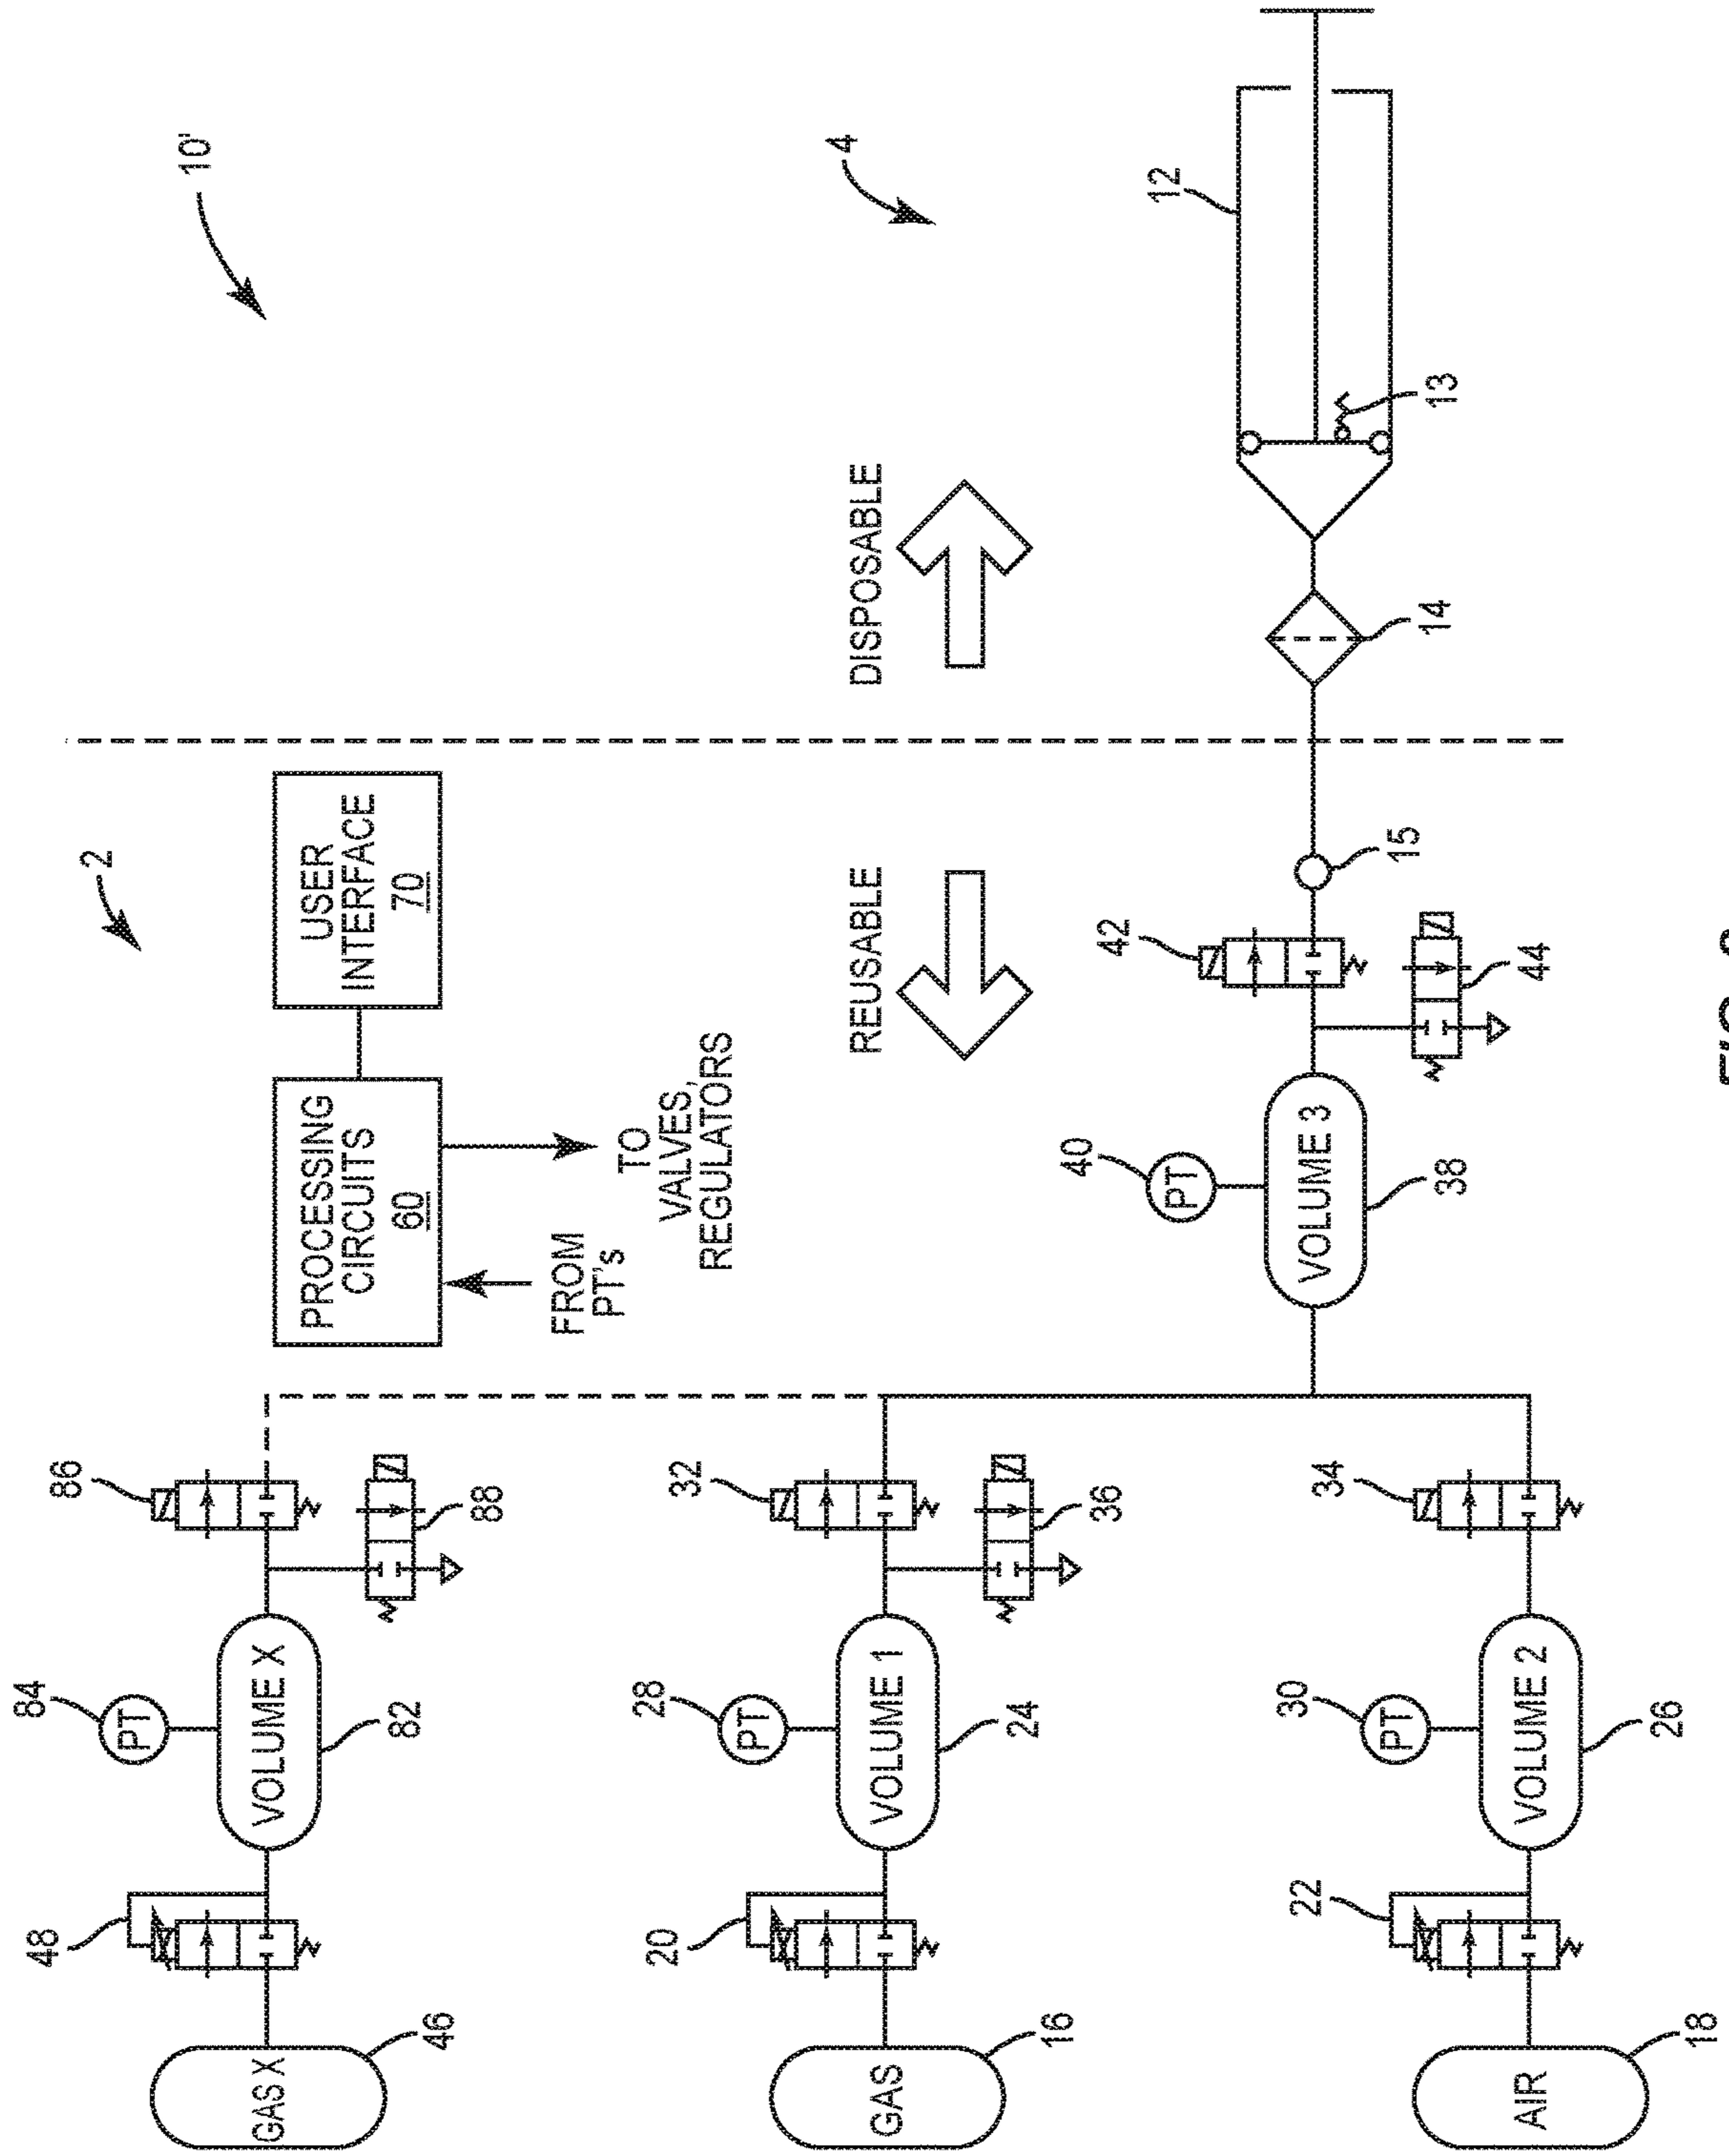 10'
2
48
84
86
GAS X
46
PT
VOLUME X
82
88
PROCESSING
CIRCUITS
60
USER
INTERFACE
70
FROM
PT's
TO
VALVES,
REGULATORS
20
28
32
GAS
16
PT
VOLUME 1
24
36
REUSABLE
DISPOSABLE
4
40
42
12
PT
VOLUME 3
38
44
15
14
13
22
30
34
AIR
18
PT
VOLUME 2
26